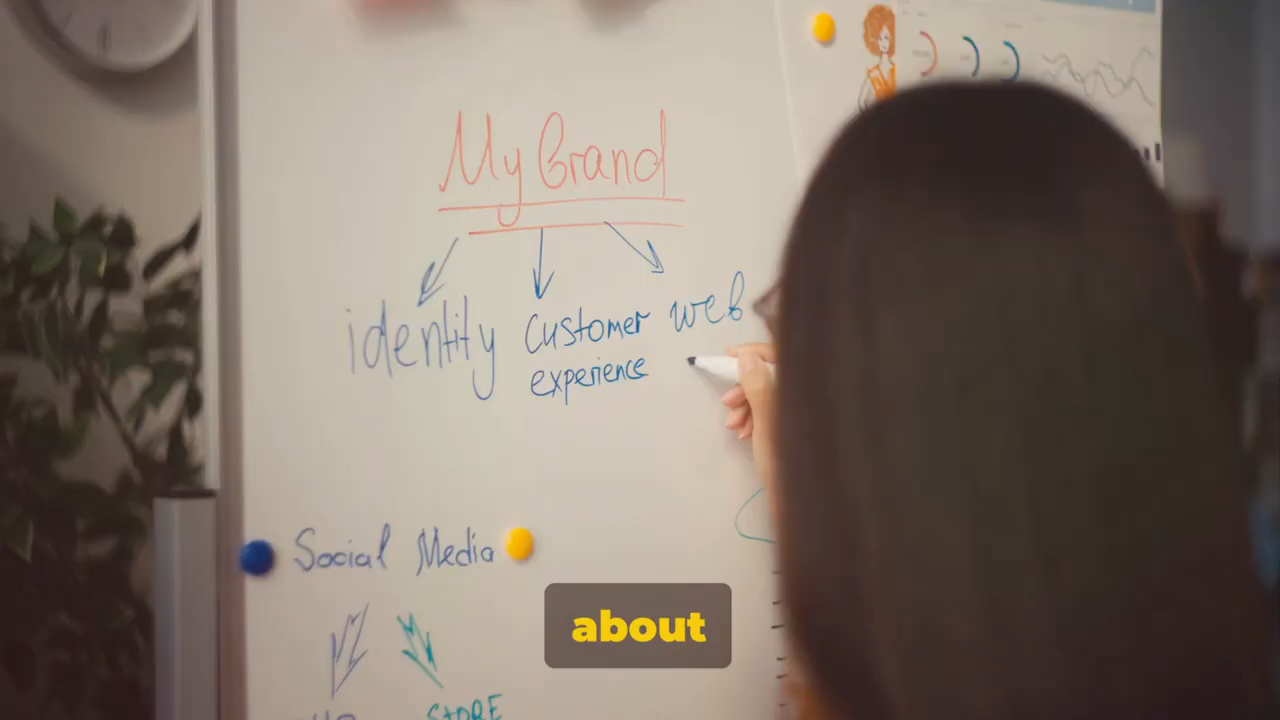 My Brand
identity customer web
experience
Social Media
STORE
about